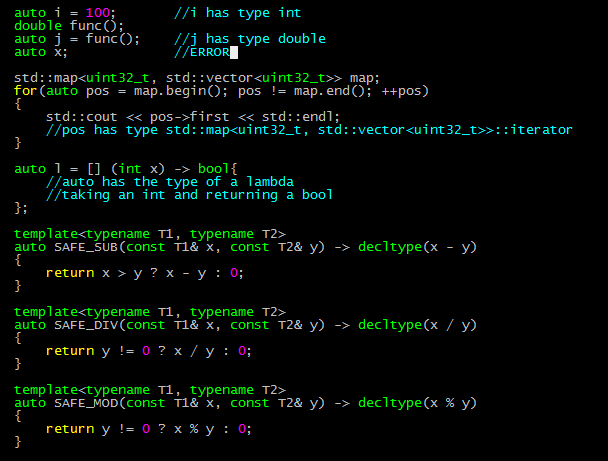 auto i = 100;       //i has type int
double func();
auto j = func();    //j has type double
auto x;             //ERROR

std::map<uint32_t, std::vector<uint32_t>> map;
for(auto pos = map.begin(); pos != map.end(); ++pos)
{
    std::cout << pos->first << std::endl;
    //pos has type std::map<uint32_t, std::vector<uint32_t>>::iterator
}

auto l = [] (int x) -> bool{
    //auto has the type of a lambda
    //taking an int and returning a bool
};

template<typename T1, typename T2>
auto SAFE_SUB(const T1& x, const T2& y) -> decltype(x - y)
{
    return x > y ? x - y : 0;
}

template<typename T1, typename T2>
auto SAFE_DIV(const T1& x, const T2& y) -> decltype(x / y)
{
    return y != 0 ? x / y : 0;
}

template<typename T1, typename T2>
auto SAFE_MOD(const T1& x, const T2& y) -> decltype(x % y)
{
    return y != 0 ? x % y : 0;
}